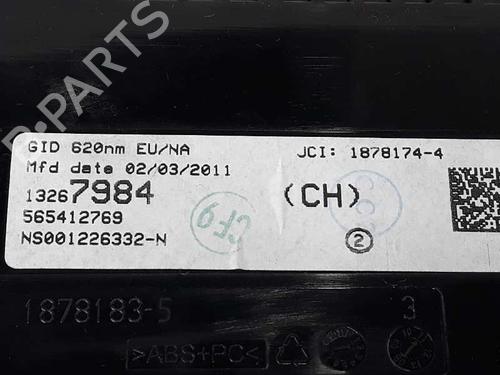 GID 620nm EU/NA
JCI: 1878174-4
Mfd date 02/03/2011
13267984
(CH)
565412769
CF9
2
NS001226332-N
1878183-5
3
>ABS+PC<
B-PARTS